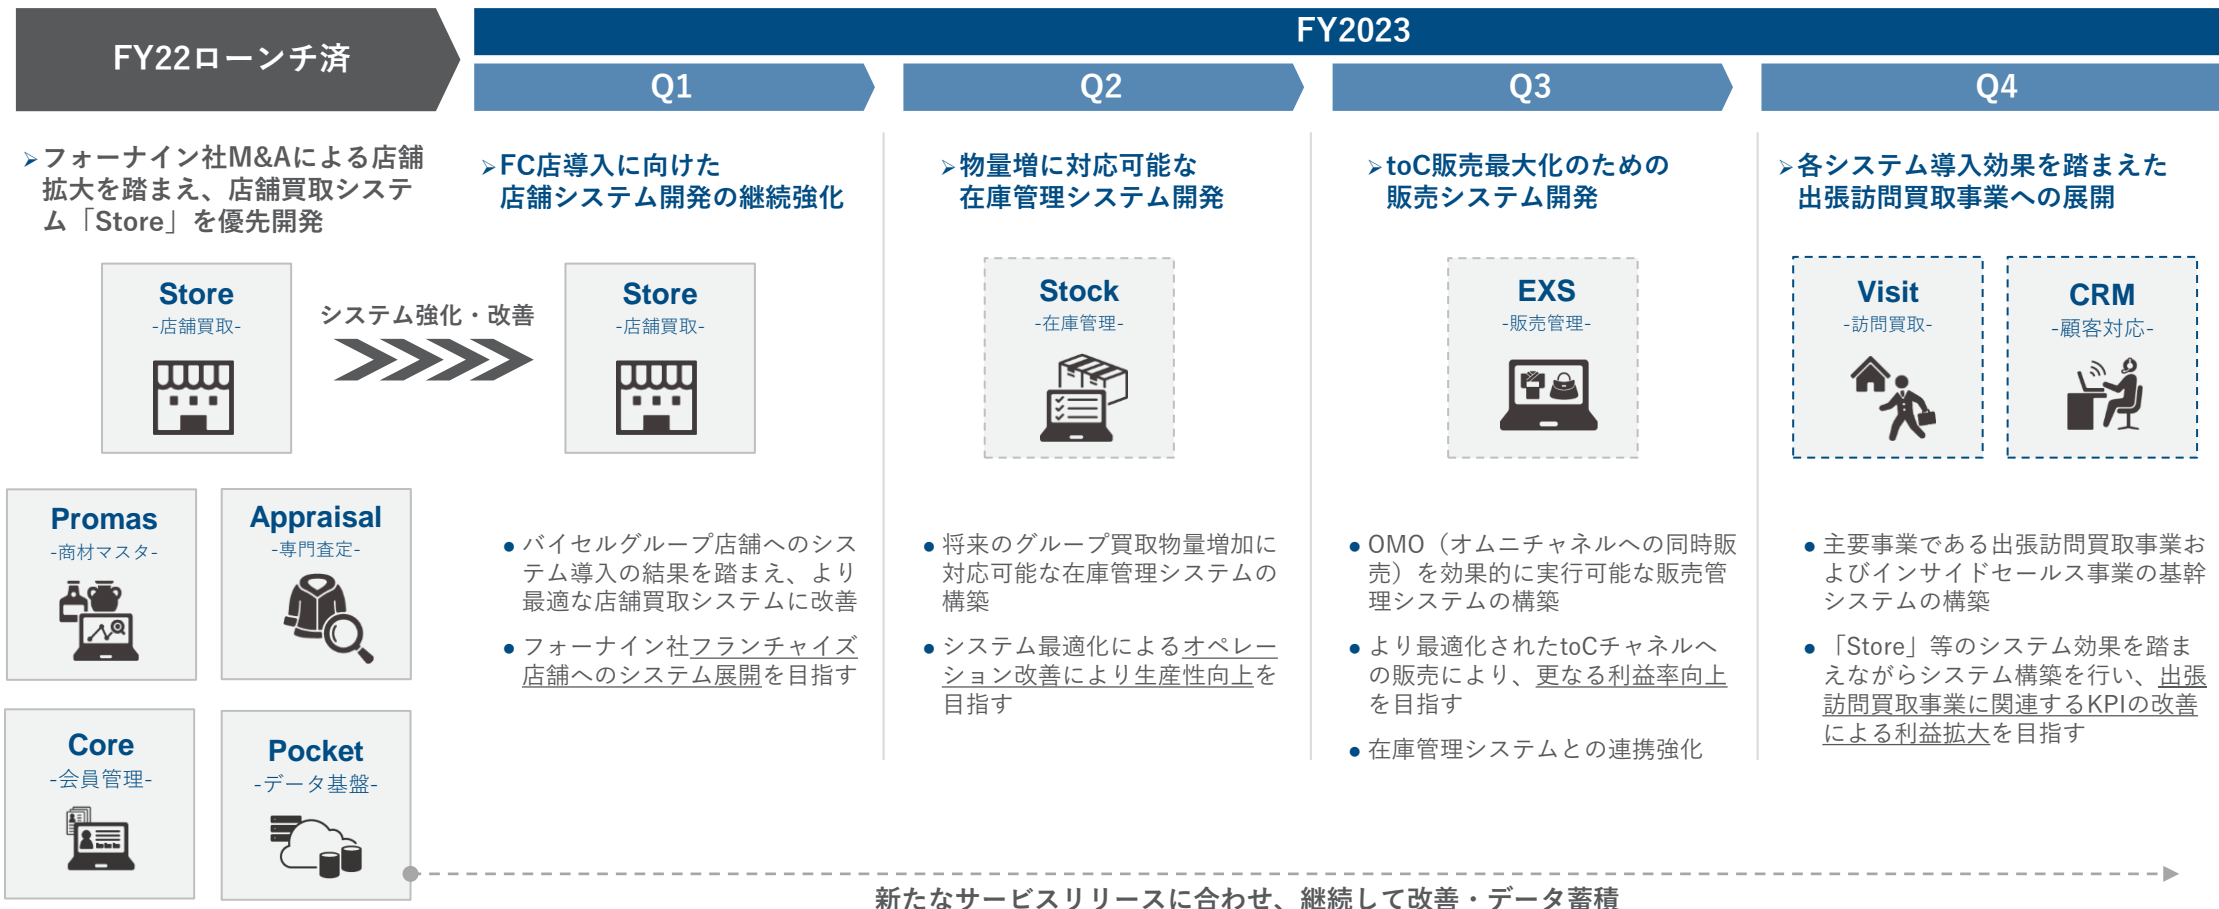 FY22ローンチ済
FY2023
Q1
Q2
Q3
Q4
➢フォーナイン社M&Aによる店舗
拡大を踏まえ、店舗買取システ
ム「Store」を優先開発
Store
-店舗買取-
システム強化・改善
Promas
-商材マスタ-
Appraisal
-専門査定-
Core
-会員管理-
Pocket
-データ基盤-
➢FC店導入に向けた
店舗システム開発の継続強化
Store
-店舗買取-
●バイセルグループ店舗へのシス
テム導入の結果を踏まえ、より
最適な店舗買取システムに改善
●フォーナイン社フランチャイズ
店舗へのシステム展開を目指す
➢物量増に対応可能な
在庫管理システム開発
Stock
-在庫管理-
●将来のグループ買取物量増加に
対応可能な在庫管理システムの
構築
●システム最適化によるオペレー
ション改善により生産性向上を
目指す
➢toC販売最大化のための
販売システム開発
EXS
-販売管理-
●OMO（オムニチャネルへの同時販
売）を効果的に実行可能な販売管
理システムの構築
●より最適化されたtoCチャネルへ
の販売により、更なる利益率向上
を目指す
●在庫管理システムとの連携強化
➢各システム導入効果を踏まえた
出張訪問買取事業への展開
Visit
-訪問買取-
CRM
-顧客対応-
●主要事業である出張訪問買取事業お
よびインサイドセールス事業の基幹
システムの構築
●「Store」等のシステム効果を踏ま
えながらシステム構築を行い、出張
訪問買取事業に関連するKPIの改善
による利益拡大を目指す
新たなサービスリリースに合わせ、継続して改善・データ蓄積